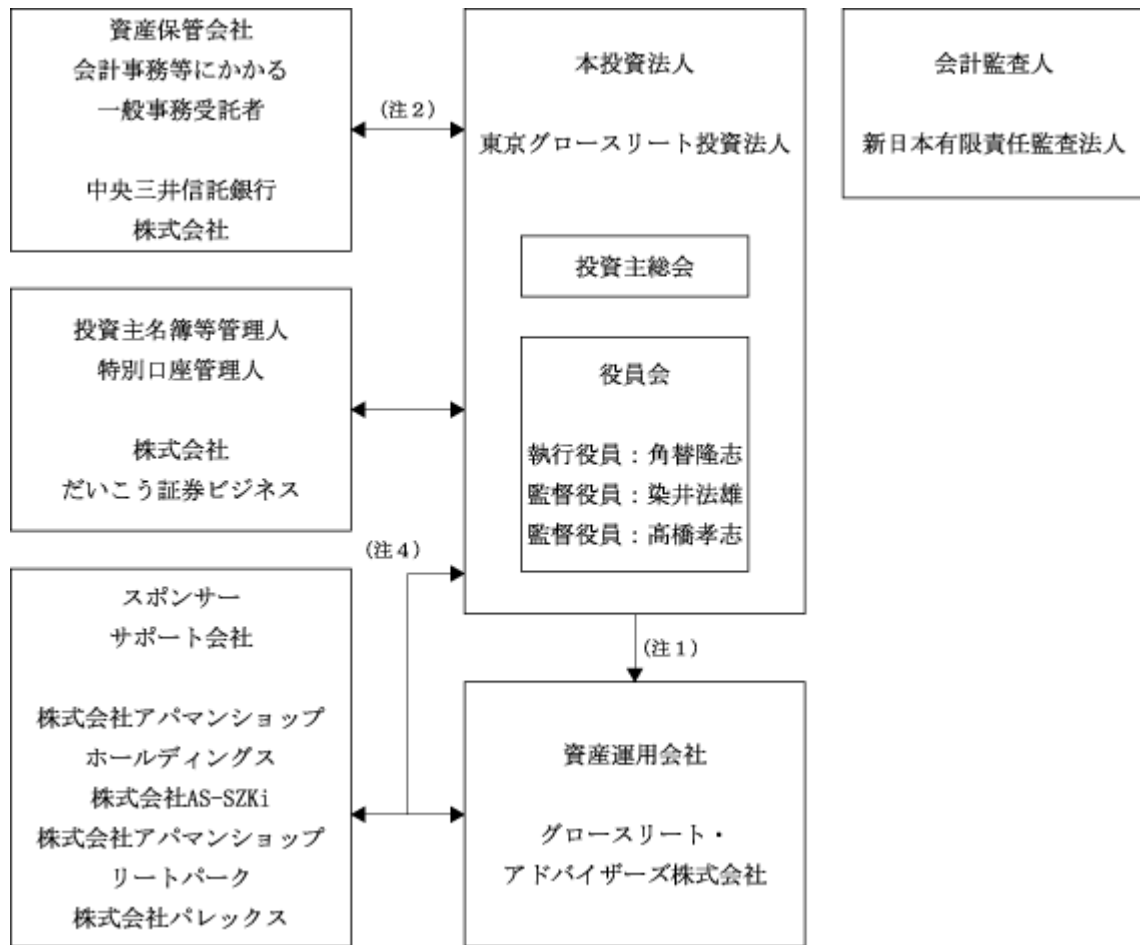 資産保管会社
会計事務等にかかる
一般事務受託者
中央三井信託銀行
株式会社
(注2)
本投資法人
東京グロースリート投資法人
投資主総会
役員会
執行役員:角替隆志
監督役員:染井法雄
監督役員:髙橋孝志
会計監査人
新日本有限責任監査法人
投資主名簿等管理人
特別口座管理人
株式会社
だいこう証券ビジネス
(注4)
(注1)
スポンサー
サポート会社
株式会社アパマンショップ
ホールディングス
株式会社AS-SZKi
株式会社アパマンショップ
リートパーク
株式会社パレックス
資産運用会社
グロースリート・
アドバイザーズ株式会社